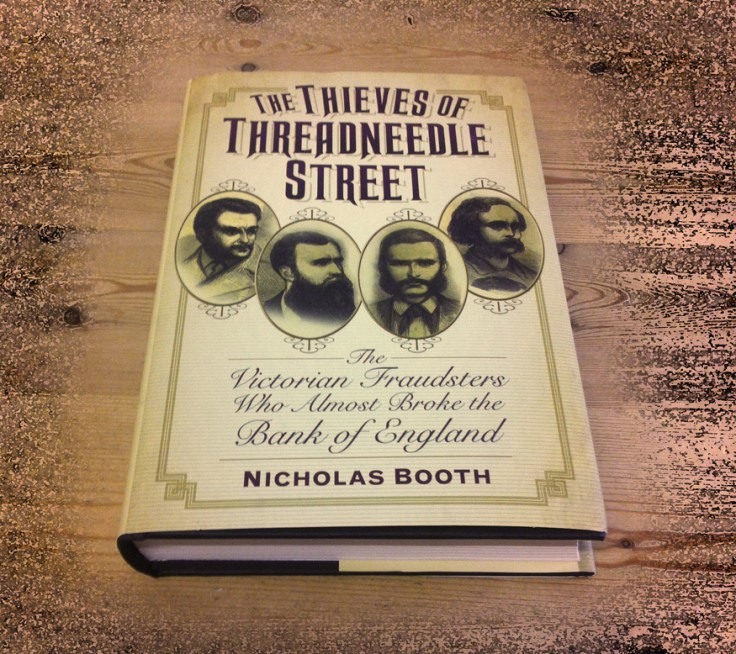 THE THIEVES OF
THREADNEEDLE
STREET
The
Victorian Fraudsters
Who Almost Broke the
Bank of England
NICHOLAS BOOTH